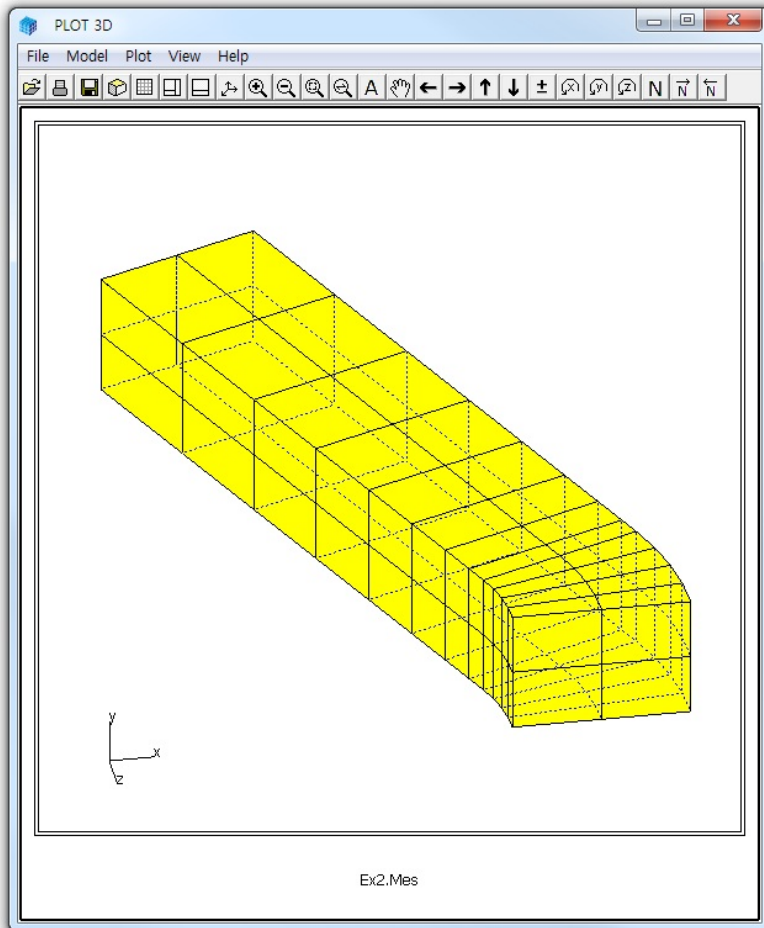 PLOT 3D
File Model Plot View Help
A ± x y z N N N
y
x
z
Ex2.Mes